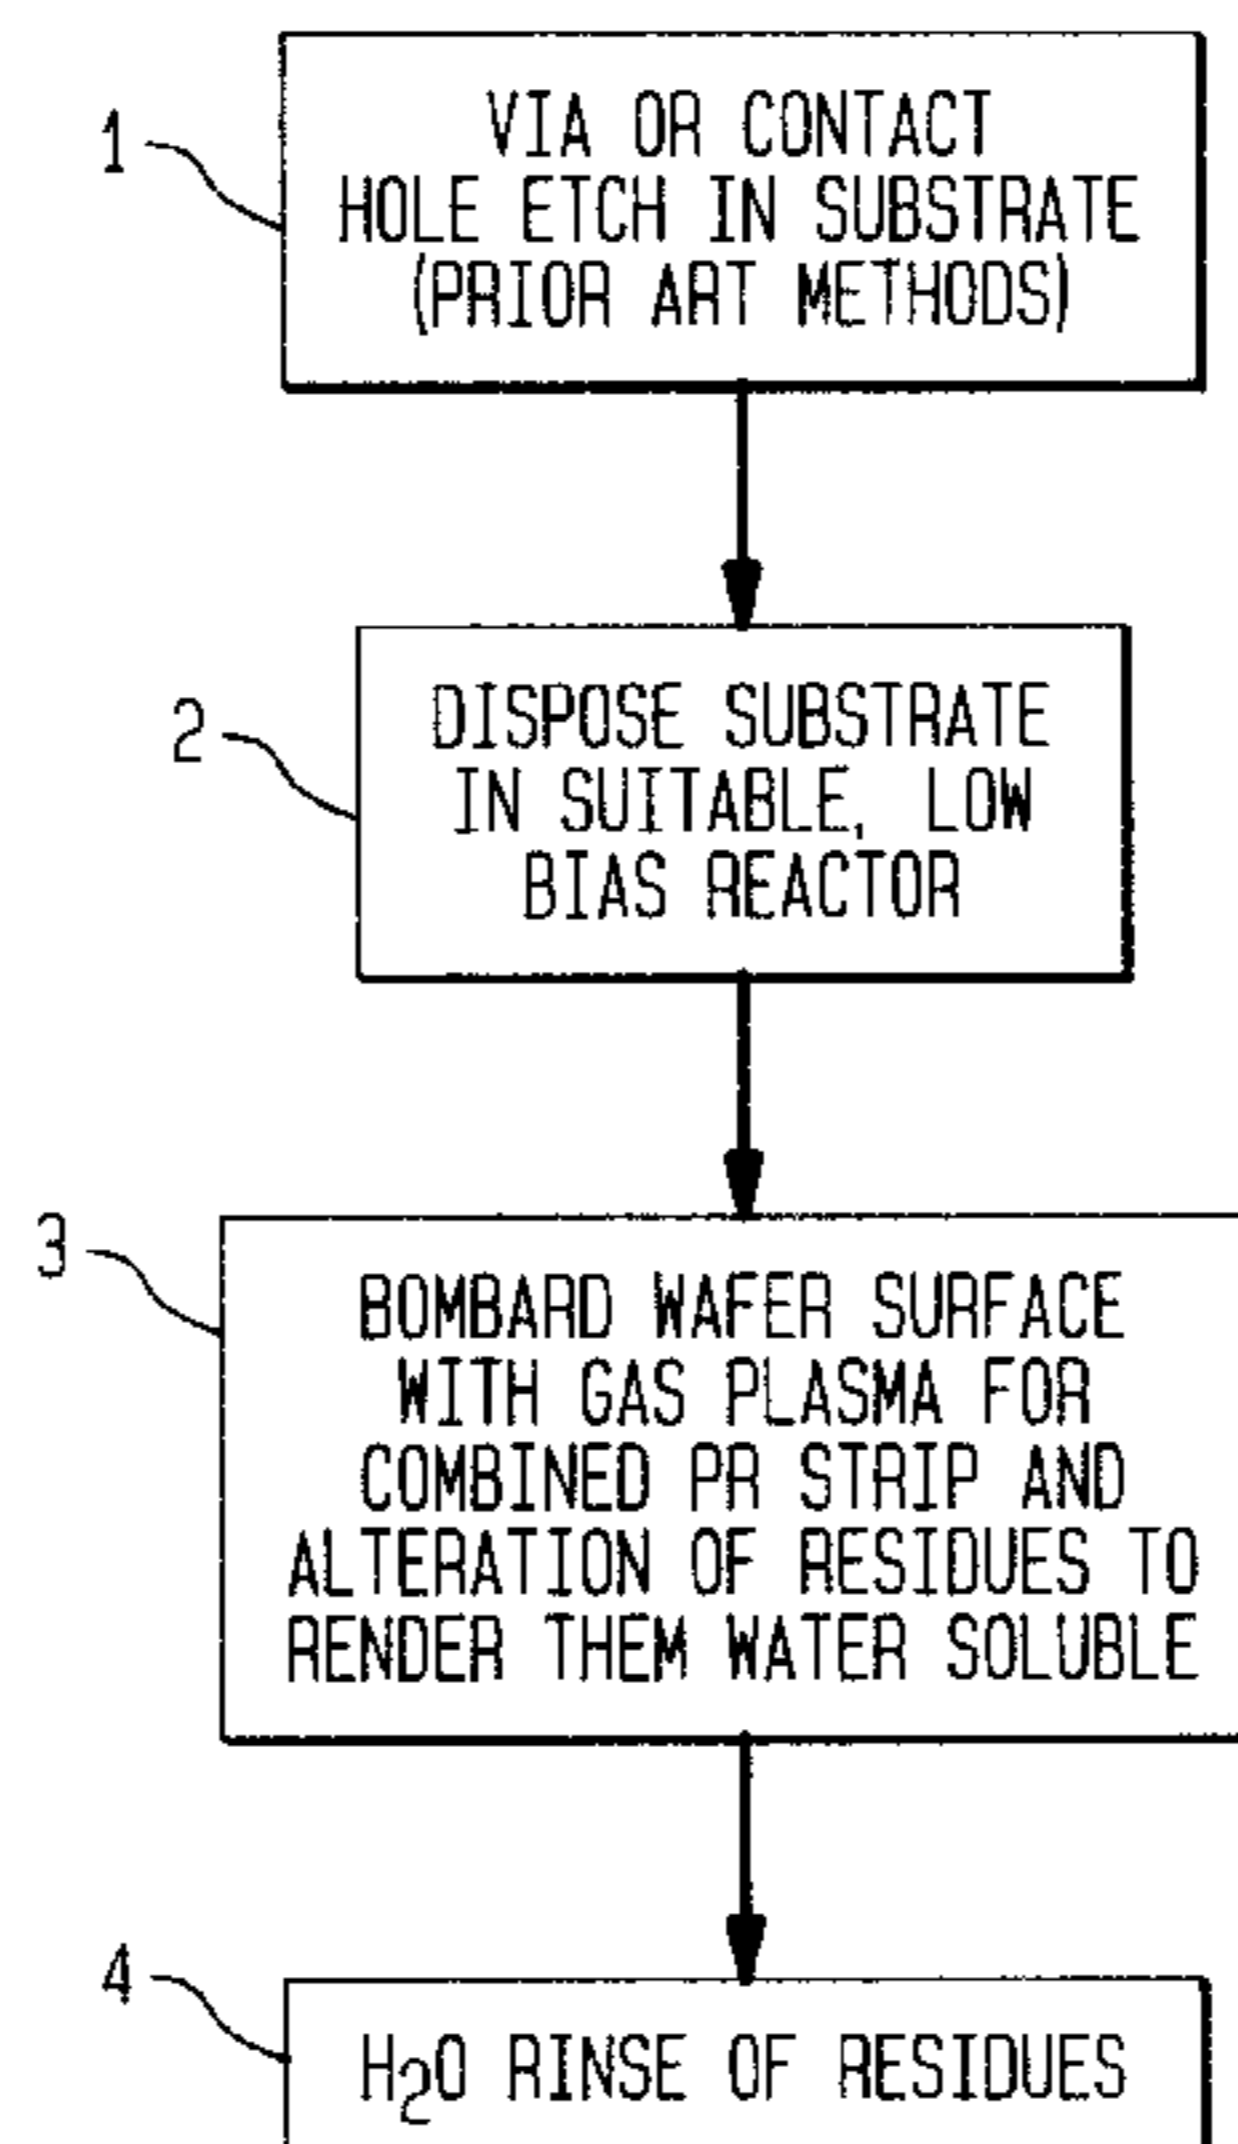 1
VIA OR CONTACT
HOLE ETCH IN SUBSTRATE
(PRIOR ART METHODS)
2
DISPOSE SUBSTRATE
IN SUITABLE, LOW
BIAS REACTOR
3
BOMBARD WAFER SURFACE
WITH GAS PLASMA FOR
COMBINED PR STRIP AND
ALTERATION OF RESIDUES TO
RENDER THEM WATER SOLUBLE
4
H₂O RINSE OF RESIDUES